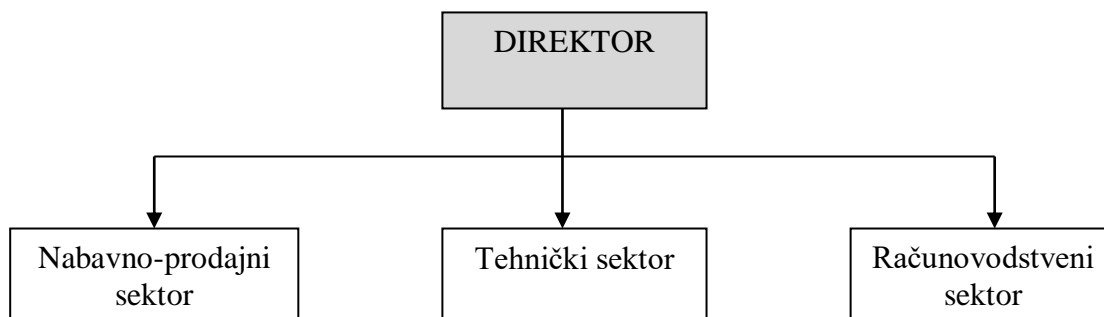 DIREKTOR
Nabavno-prodajni
sektor
Tehnički sektor
Računovodstveni
sektor